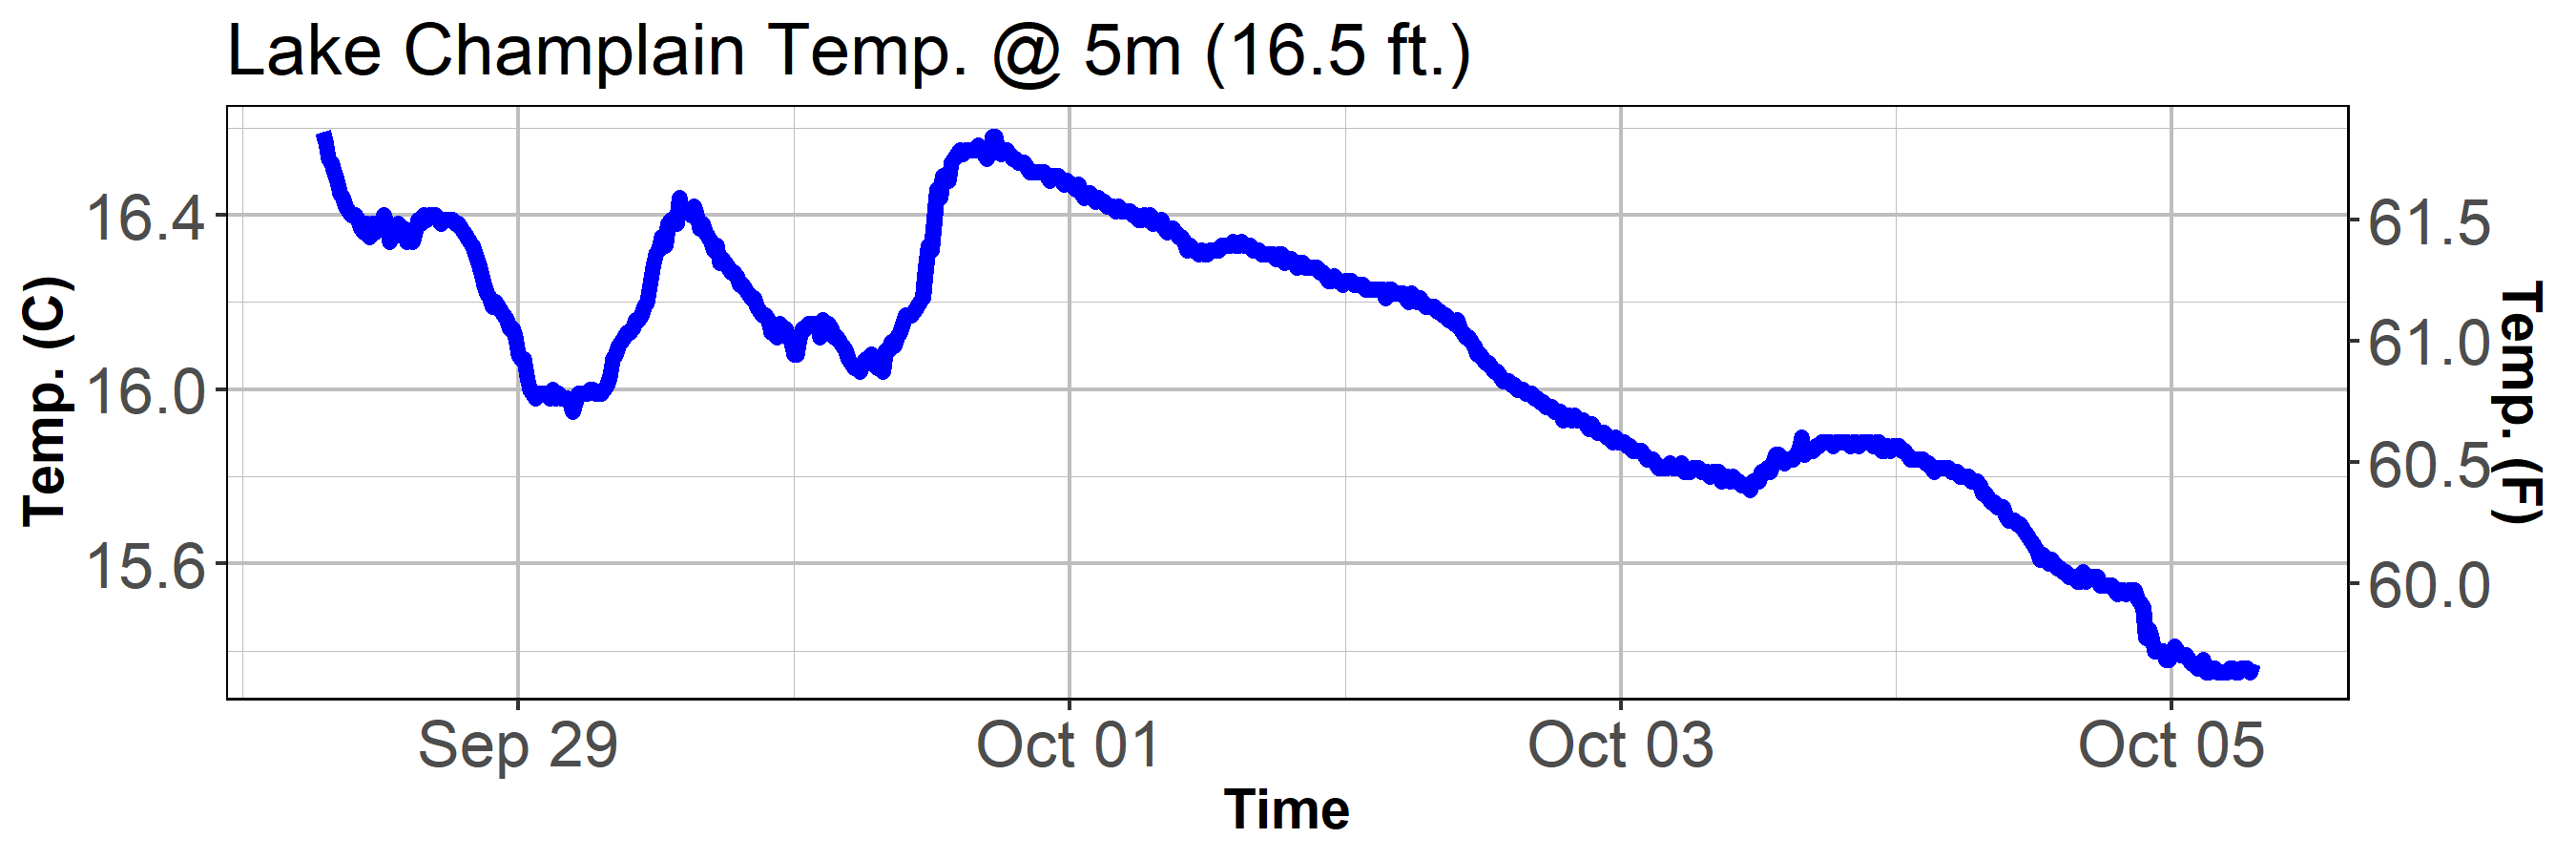 Lake Champlain Temp. @ 5m (16.5 ft.)
Temp. (C)
16.4
16.0
15.6
61.5
61.0
60.5
60.0
Temp. (F)
Sep 29
Oct 01
Oct 03
Oct 05
Time